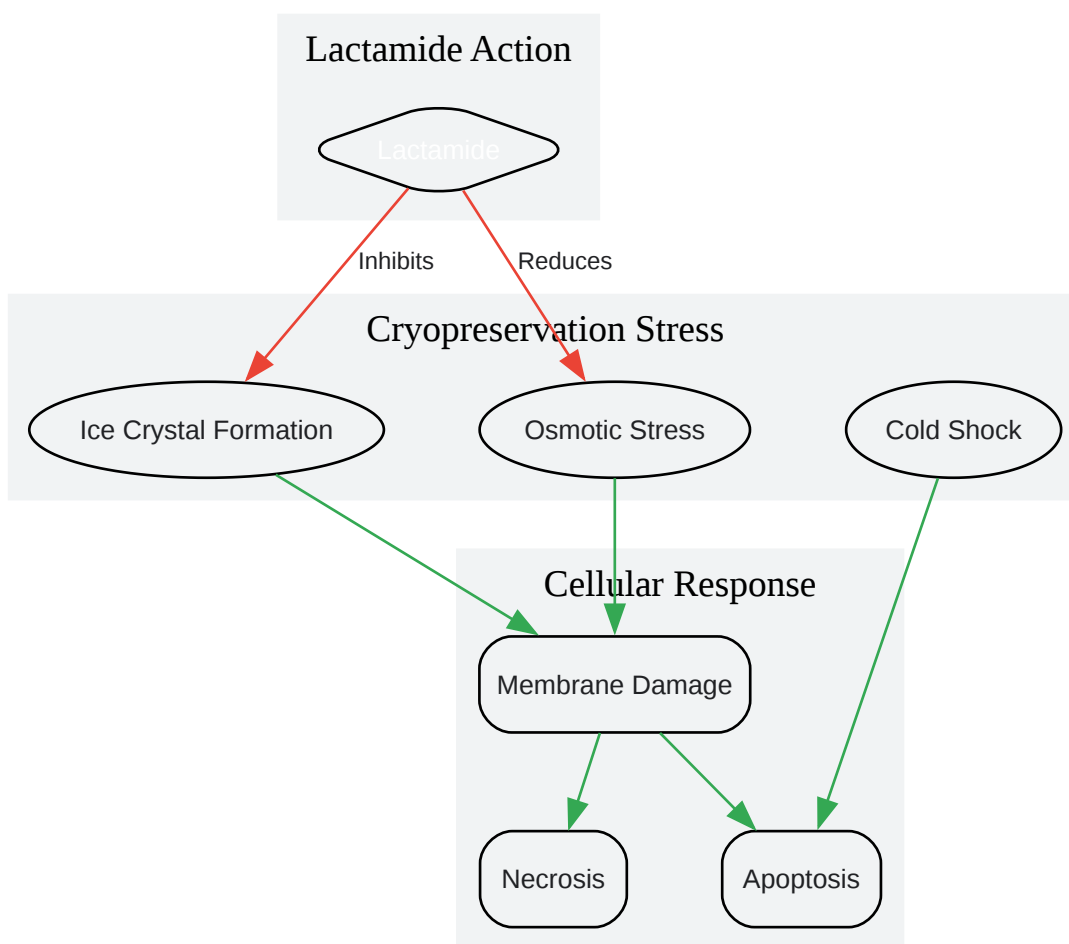 Lactamide Action
Lactamide
Inhibits
Reduces
Cryopreservation Stress
Ice Crystal Formation
Osmotic Stress
Cold Shock
Cellular Response
Membrane Damage
Necrosis
Apoptosis